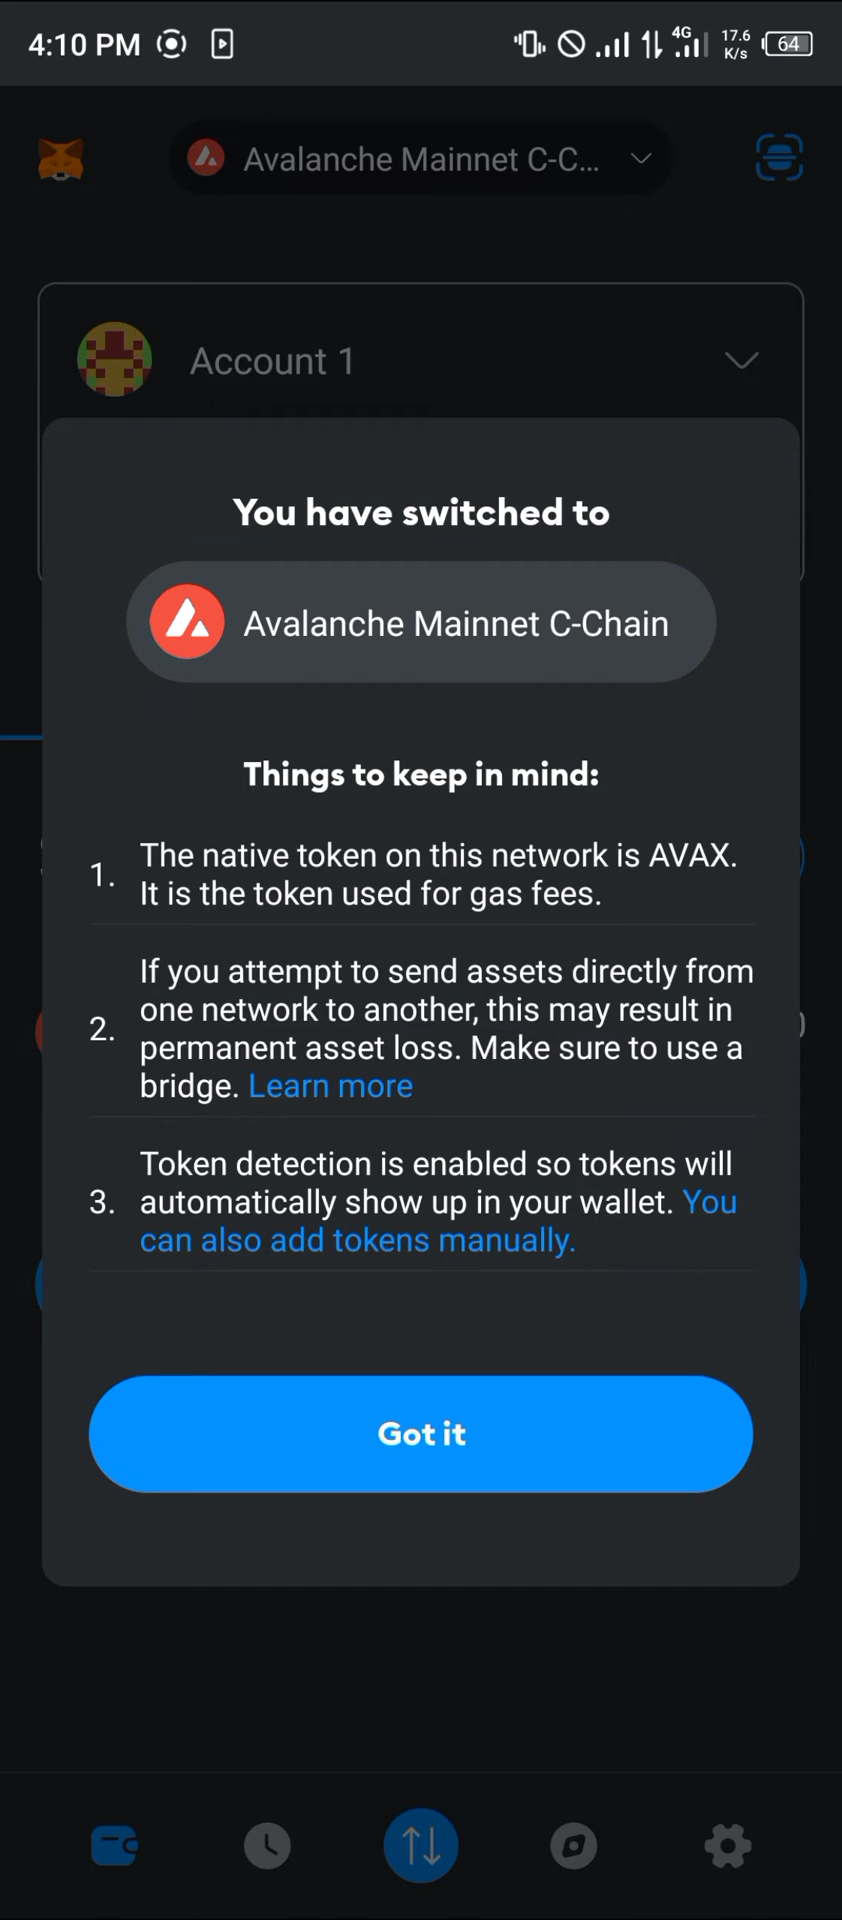 4:10 PM 4G 17.6 K/s 64
Avalanche Mainnet C-C...
Account 1
You have switched to
Avalanche Mainnet C-Chain
Things to keep in mind:
1. The native token on this network is AVAX.
It is the token used for gas fees.
2. If you attempt to send assets directly from
one network to another, this may result in
permanent asset loss. Make sure to use a
bridge. Learn more
3. Token detection is enabled so tokens will
automatically show up in your wallet. You
can also add tokens manually.
Got it